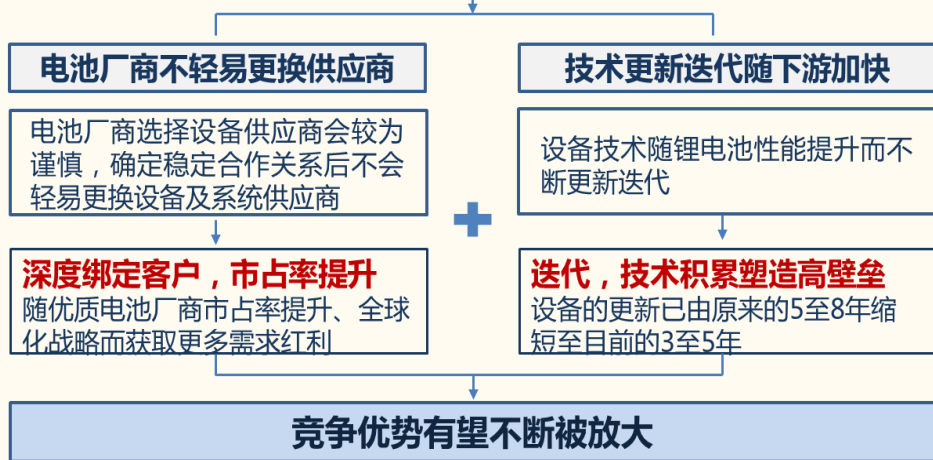 电池厂商不轻易更换供应商
电池厂商选择设备供应商会较为
谨慎，确定稳定合作关系后不会
轻易更换设备及系统供应商
深度绑定客户，市占率提升
随优质电池厂商市占率提升、全球
化战略而获取更多需求红利
技术更新迭代随下游加快
设备技术随锂电池性能提升而不
断更新迭代
迭代，技术积累塑造高壁垒
设备的更新已由原来的5至8年缩
短至目前的3至5年
竞争优势有望不断被放大